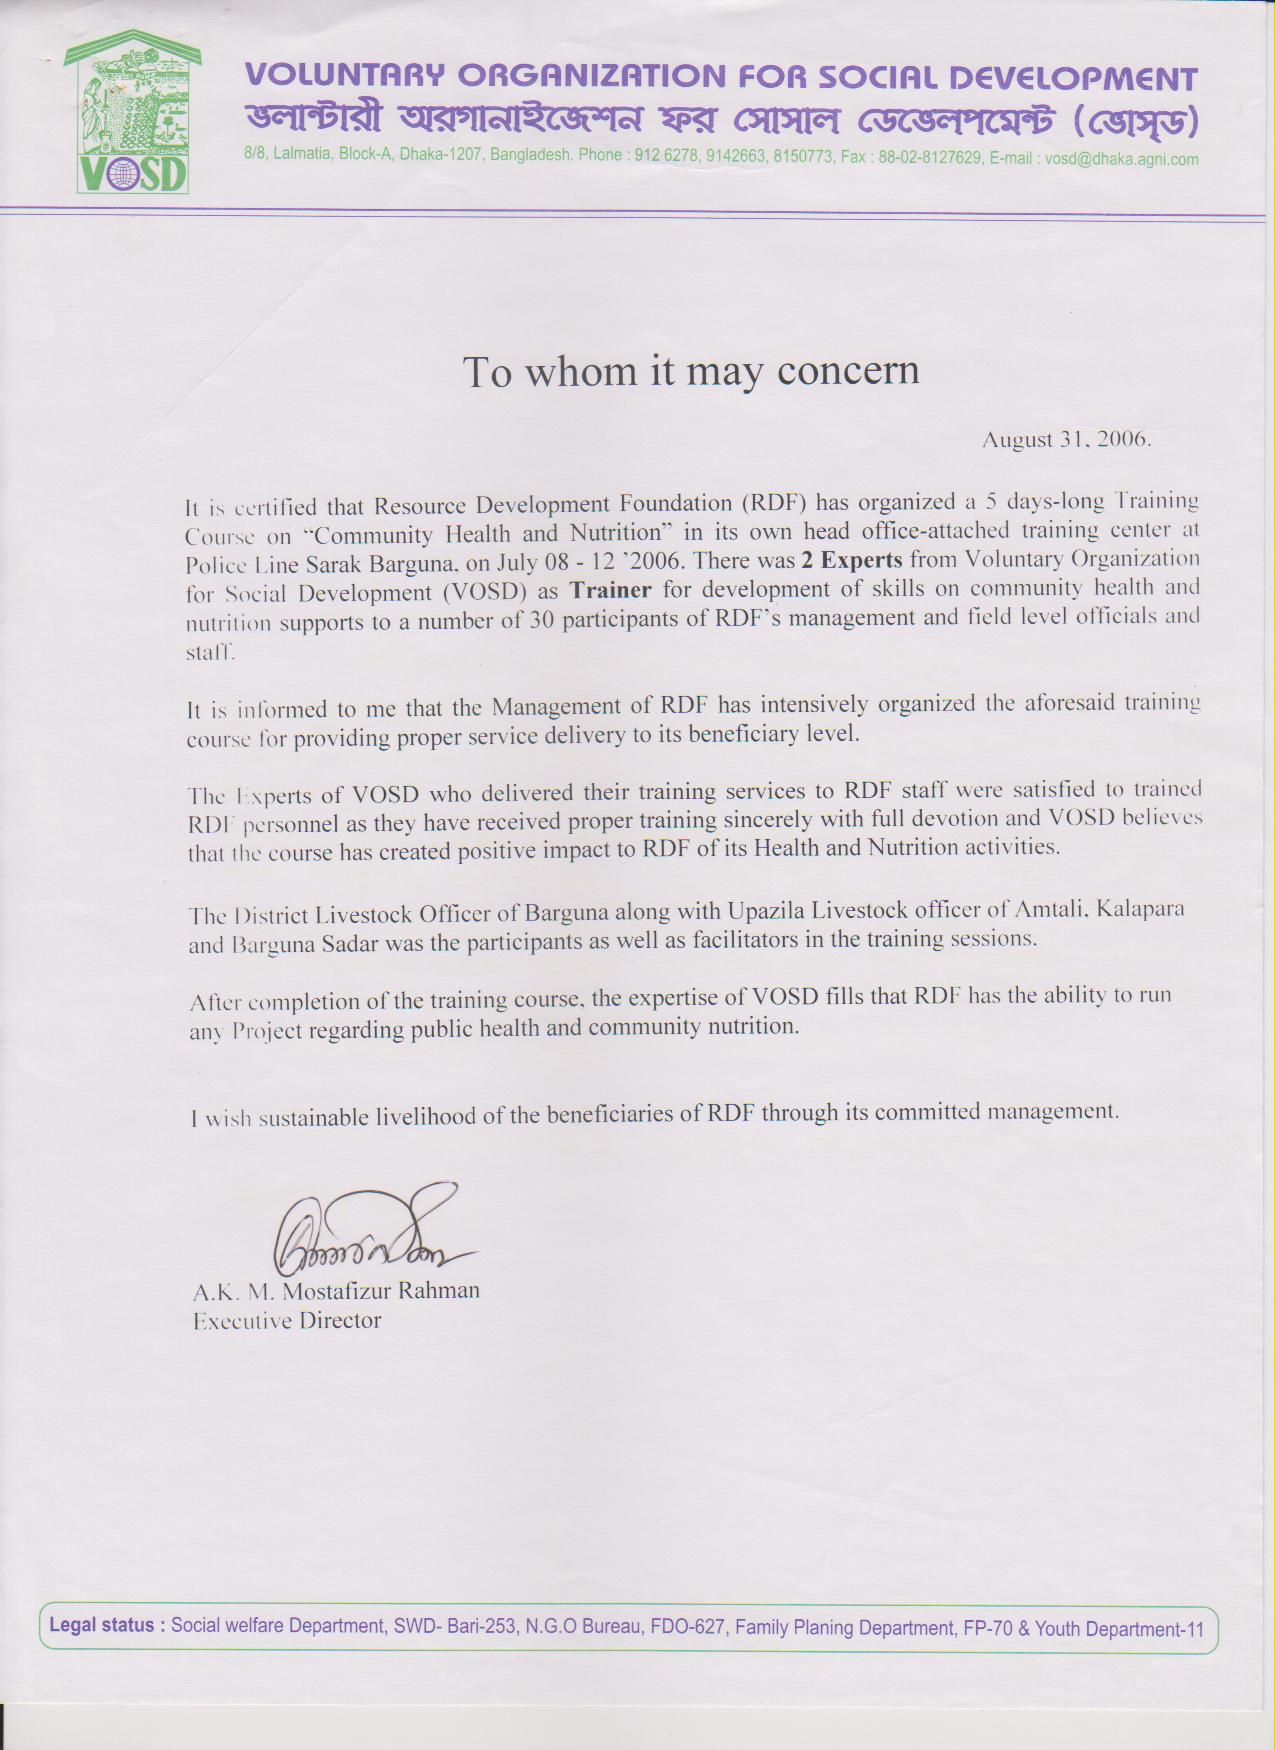 VOSD
VOLUNTARY ORGANIZATION FOR SOCIAL DEVELOPMENT
ভলান্টারী অরগানাইজেশন ফর সোসাল ডেভেলপমেন্ট (ভোস্‌ড)
8/8, Lalmatia, Block-A, Dhaka-1207, Bangladesh. Phone : 912 6278, 9142663, 8150773, Fax : 88-02-8127629, E-mail : vosd@dhaka.agni.com
To whom it may concern
August 31, 2006.
It is certified that Resource Development Foundation (RDF) has organized a 5 days-long Training
Course on “Community Health and Nutrition” in its own head office-attached training center at
Police Line Sarak Barguna, on July 08 - 12 ’2006. There was 2 Experts from Voluntary Organization
for Social Development (VOSD) as Trainer for development of skills on community health and
nutrition supports to a number of 30 participants of RDF’s management and field level officials and
staff.
It is informed to me that the Management of RDF has intensively organized the aforesaid training
course for providing proper service delivery to its beneficiary level.
The Experts of VOSD who delivered their training services to RDF staff were satisfied to trained
RDF personnel as they have received proper training sincerely with full devotion and VOSD believes
that the course has created positive impact to RDF of its Health and Nutrition activities.
The District Livestock Officer of Barguna along with Upazila Livestock officer of Amtali, Kalapara
and Barguna Sadar was the participants as well as facilitators in the training sessions.
After completion of the training course, the expertise of VOSD fills that RDF has the ability to run
any Project regarding public health and community nutrition.
I wish sustainable livelihood of the beneficiaries of RDF through its committed management.
A.K. M. Mostafizur Rahman
Executive Director
Legal status : Social welfare Department, SWD- Bari-253, N.G.O Bureau, FDO-627, Family Planing Department, FP-70 & Youth Department-11